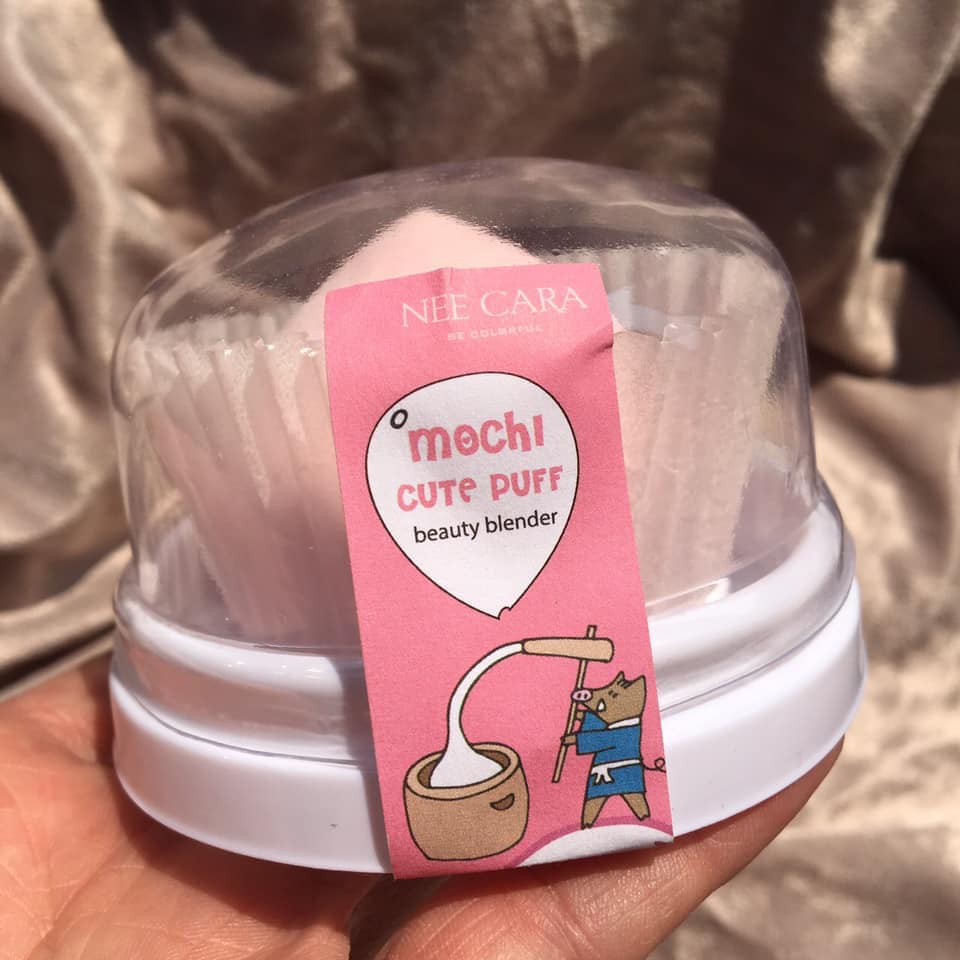 NEE CARA
BE COLORFUL
mochi
cute puff
beauty blender